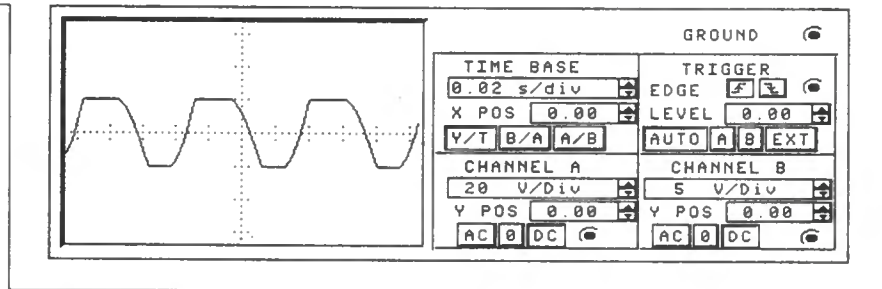 GROUND
TIME BASE
0.02 s/div
X POS 0.00
Y/T B/A A/B
TRIGGER
EDGE
LEVEL 0.00
AUTO A B EXT
CHANNEL A
20 V/Div
Y POS 0.00
AC 0 DC
CHANNEL B
5 V/Div
Y POS 0.00
AC 0 DC